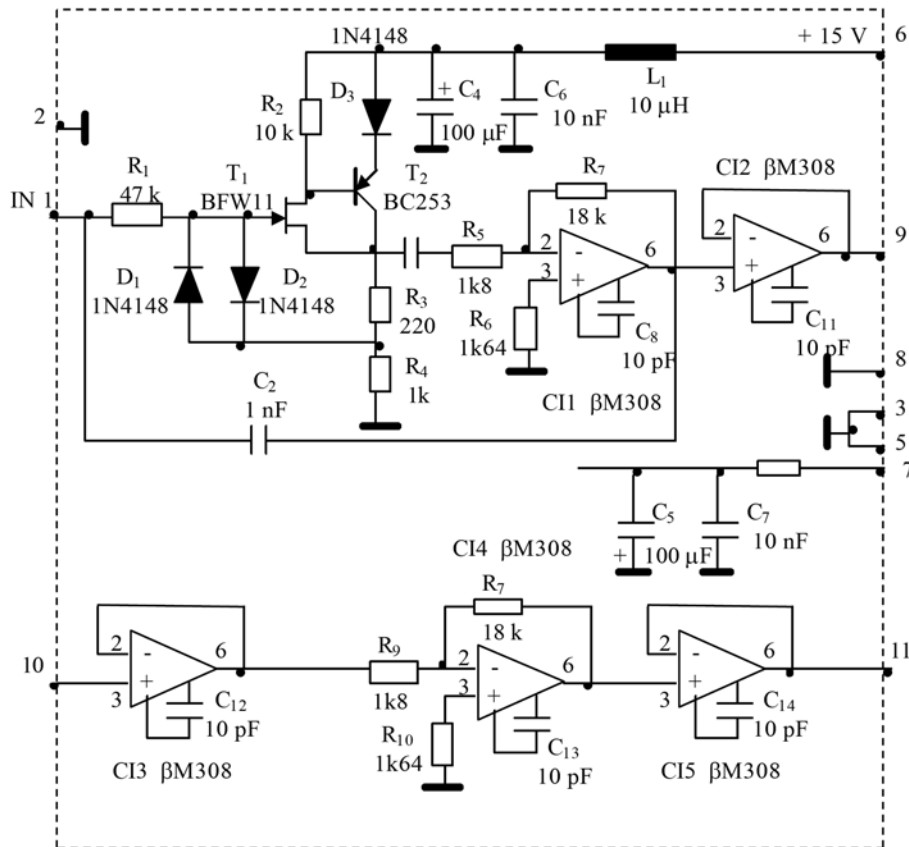 1N4148
+ 15 V
6
D3
R2
10 k
+ C4
100 μF
C6
10 nF
L1
10 μH
2
R1
47 k
T1
BFW11
T2
BC253
R7
18 k
CI2 βM308
IN 1
R5
1k8
2
-
+
3
6
2
-
+
3
6
9
D1
1N4148
D2
1N4148
R3
220
R6
1k64
C8
10 pF
C11
10 pF
R4
1k
C2
1 nF
CI1 βM308
8
3
5
7
C5
+ 100 μF
C7
10 nF
CI4 βM308
R7
18 k
10
2
-
+
3
6
R9
1k8
2
-
+
3
6
2
-
+
3
6
11
C12
10 pF
R10
1k64
C13
10 pF
C14
10 pF
CI3 βM308
CI5 βM308